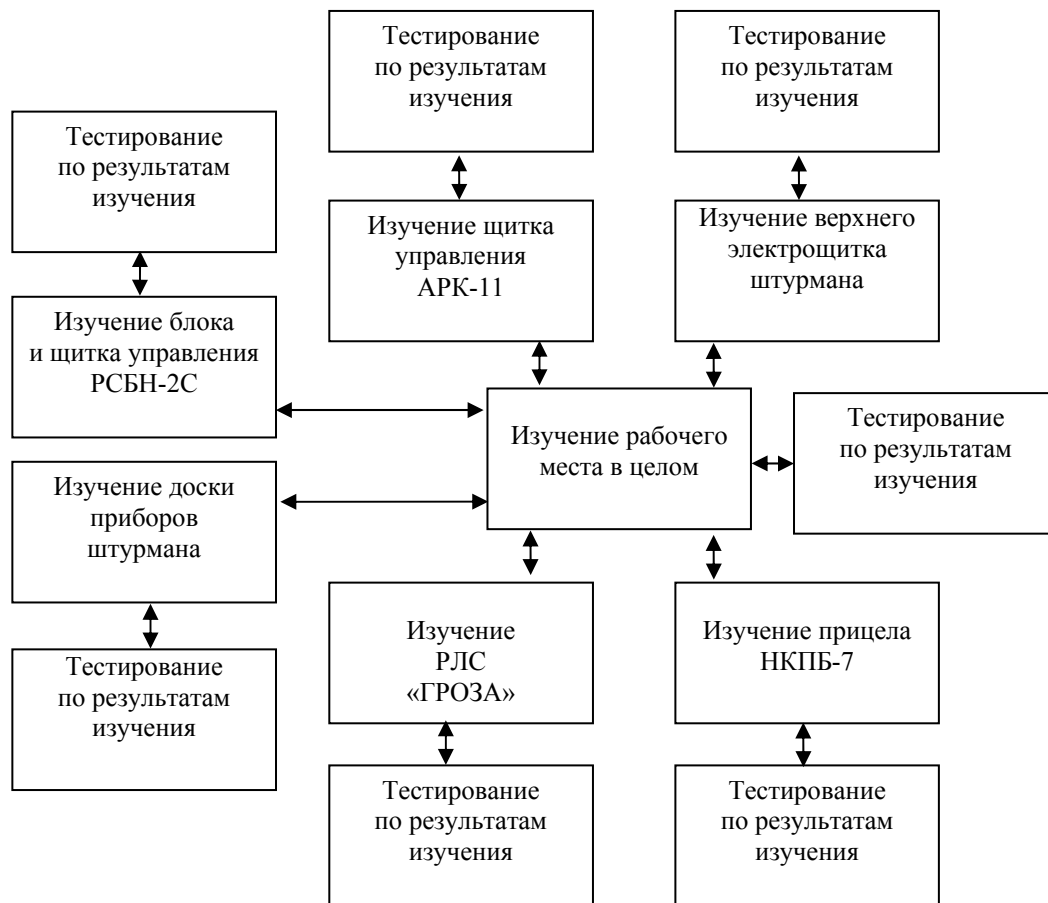 Тестирование
по результатам
изучения
Тестирование
по результатам
изучения
Тестирование
по результатам
изучения
Изучение щитка
управления
АРК-11
Изучение верхнего
электрощитка
штурмана
Изучение блока
и щитка управления
РСБН-2С
Изучение рабочего
места в целом
Тестирование
по результатам
изучения
Изучение доски
приборов
штурмана
Изучение
РЛС
«ГРОЗА»
Изучение прицела
НКПБ-7
Тестирование
по результатам
изучения
Тестирование
по результатам
изучения
Тестирование
по результатам
изучения